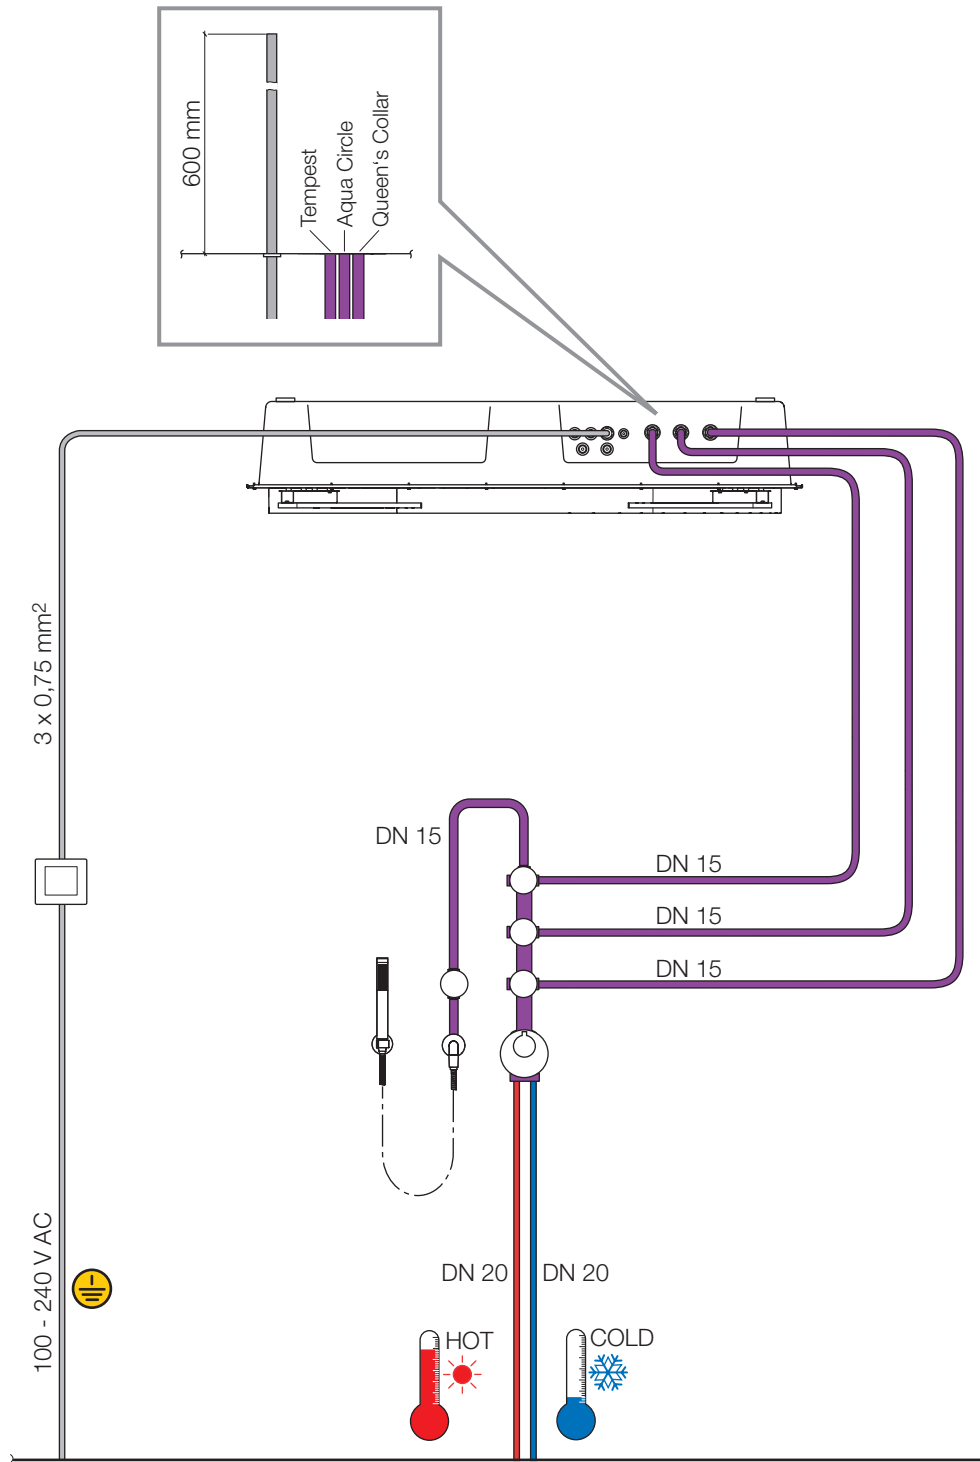 600 mm
Tempest
Aqua Circle
Queen's Collar
3 x 0,75 mm²
DN 15
DN 15
DN 15
DN 15
100 - 240 V AC
DN 20
DN 20
HOT
COLD